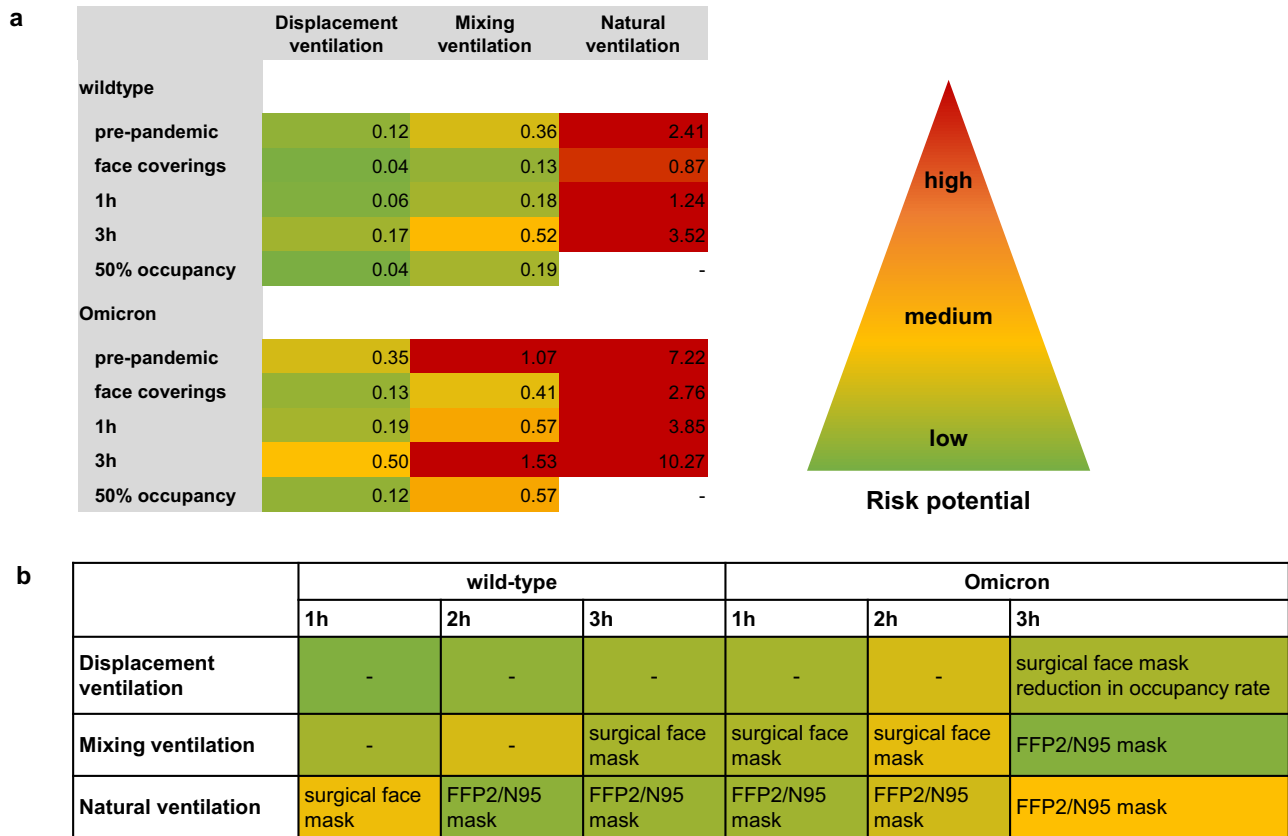 a
Displacement ventilation Mixing ventilation Natural ventilation
wildtype
pre-pandemic 0.12 0.36 2.41
face coverings 0.04 0.13 0.87
1h 0.06 0.18 1.24
3h 0.17 0.52 3.52
50% occupancy 0.04 0.19 -
Omicron
pre-pandemic 0.35 1.07 7.22
face coverings 0.13 0.41 2.76
1h 0.19 0.57 3.85
3h 0.50 1.53 10.27
50% occupancy 0.12 0.57 -
high
medium
low
Risk potential
b
wild-type Omicron
1h 2h 3h 1h 2h 3h
Displacement ventilation - - - - - surgical face mask reduction in occupancy rate
Mixing ventilation - - surgical face mask surgical face mask surgical face mask FFP2/N95 mask
Natural ventilation surgical face mask FFP2/N95 mask FFP2/N95 mask FFP2/N95 mask FFP2/N95 mask FFP2/N95 mask